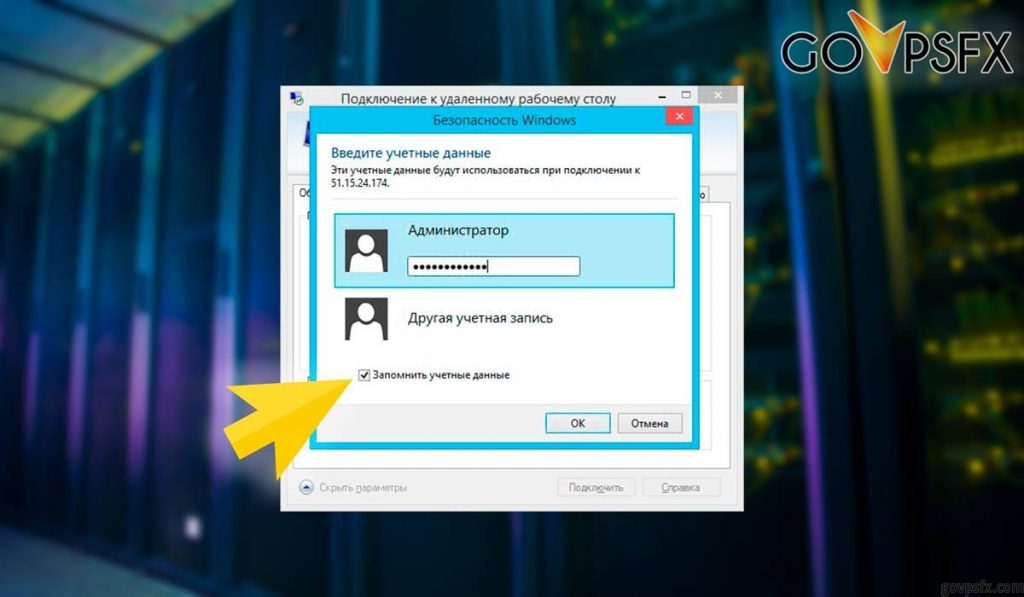 GOVPSFX
Подключение к удаленному рабочему столу
Безопасность Windows
Введите учетные данные
Эти учетные данные будут использоваться при подключении к
51.15.24.174.
Администратор
••••••••••••
Другая учетная запись
Запомнить учетные данные
OK
Отмена
Скрыть параметры
Подключить
Справка
govpsfx.com